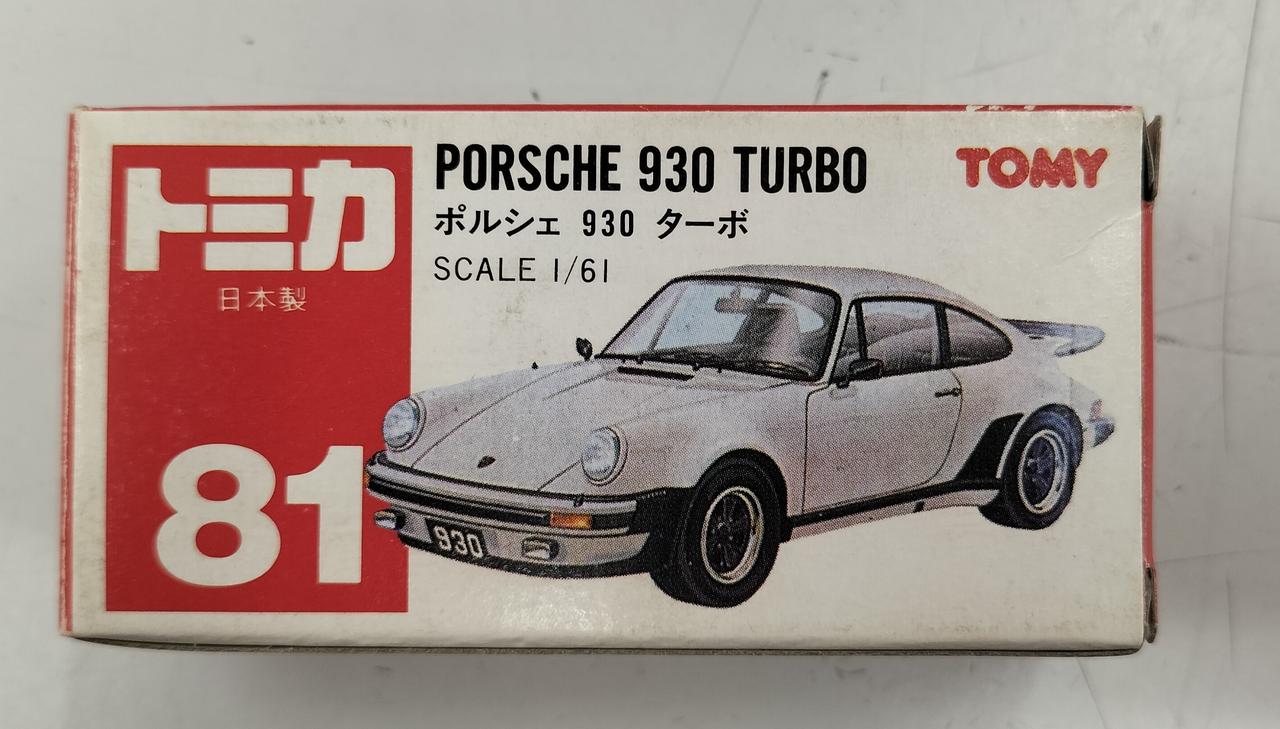 トミカ
日本製
81
PORSCHE 930 TURBO
ポルシェ 930 ターボ
SCALE 1/61
TOMY
930